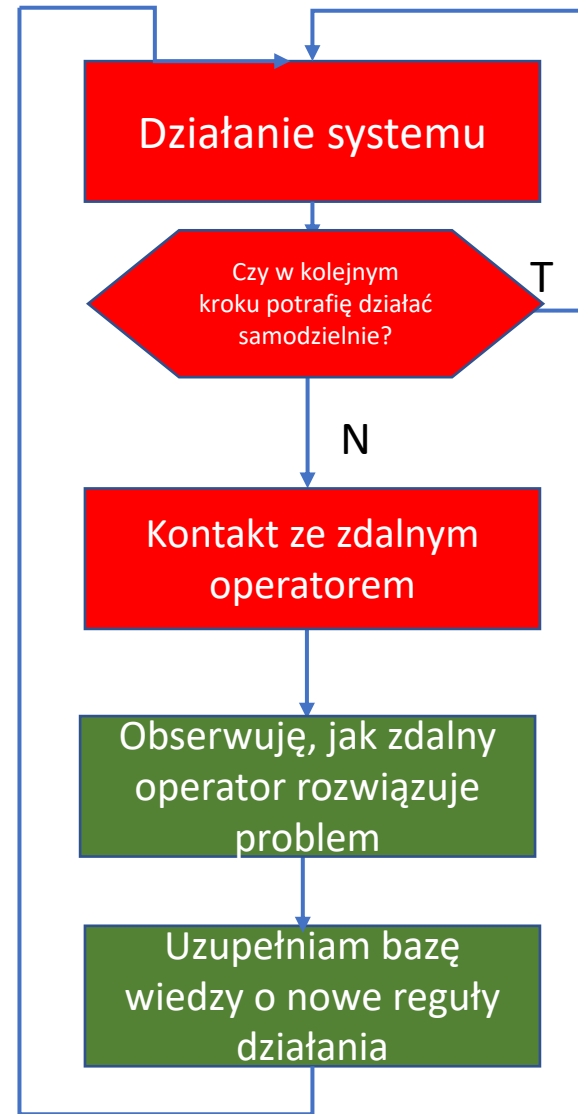 Działanie systemu
Czy w kolejnym
kroku potrafię działać
samodzielnie?
T
N
Kontakt ze zdalnym
operatorem
Obserwuję, jak zdalny
operator rozwiązuje
problem
Uzupełniam bazę
wiedzy o nowe reguły
działania